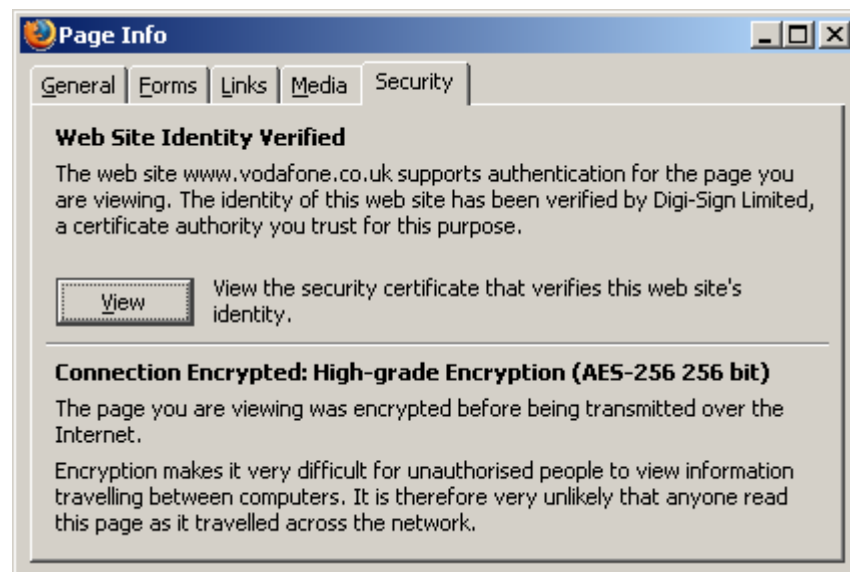 Page Info
General Forms Links Media Security
Web Site Identity Verified
The web site www.vodafone.co.uk supports authentication for the page you
are viewing. The identity of this web site has been verified by Digi-Sign Limited,
a certificate authority you trust for this purpose.
View
View the security certificate that verifies this web site's
identity.
Connection Encrypted: High-grade Encryption (AES-256 256 bit)
The page you are viewing was encrypted before being transmitted over the
Internet.
Encryption makes it very difficult for unauthorised people to view information
travelling between computers. It is therefore very unlikely that anyone read
this page as it travelled across the network.